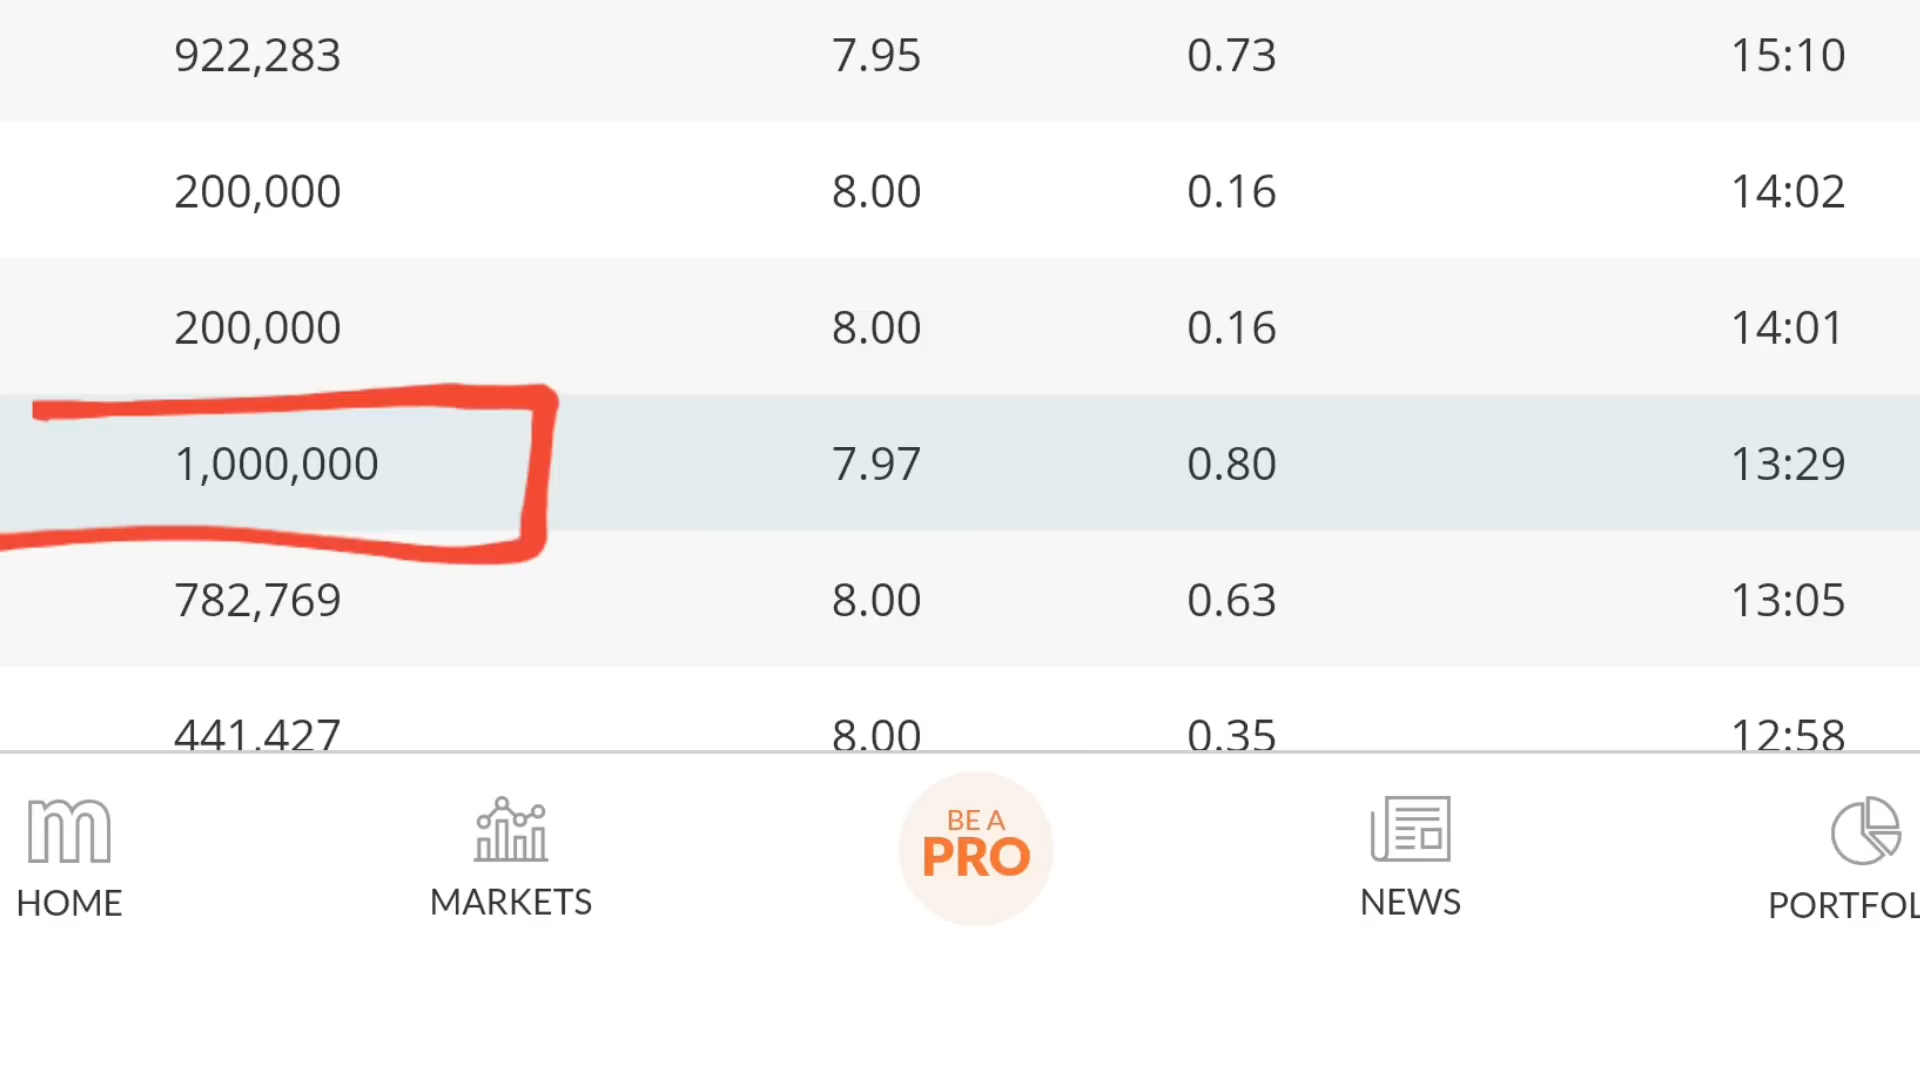 922,283 7.95 0.73 15:10
200,000 8.00 0.16 14:02
200,000 8.00 0.16 14:01
1,000,000 7.97 0.80 13:29
782,769 8.00 0.63 13:05
441,427 8.00 0.35 12:58
m
BE A
PRO
HOME MARKETS NEWS PORTFOL